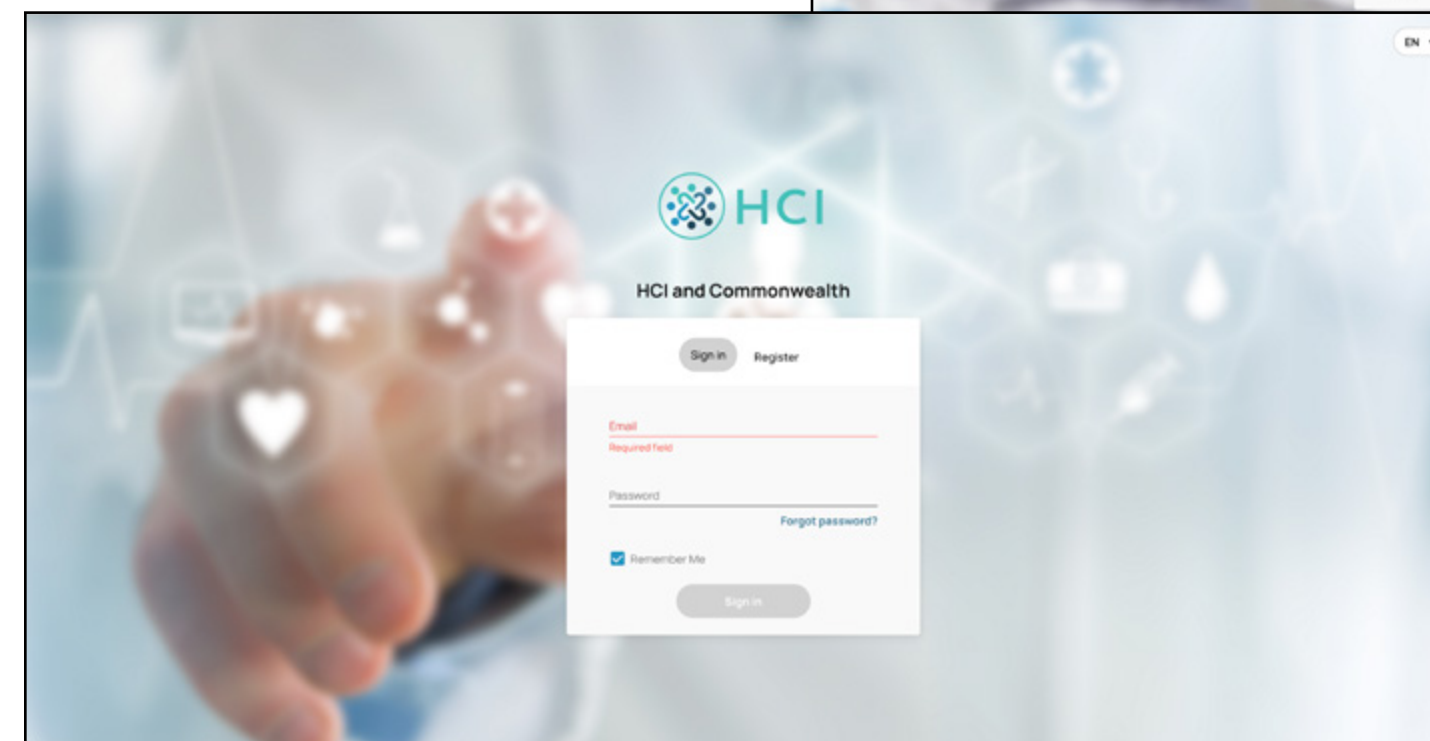 EN
HCI
HCI and Commonwealth
Sign in Register
Email
Required field
Password
Forgot password?
Remember Me
Sign in